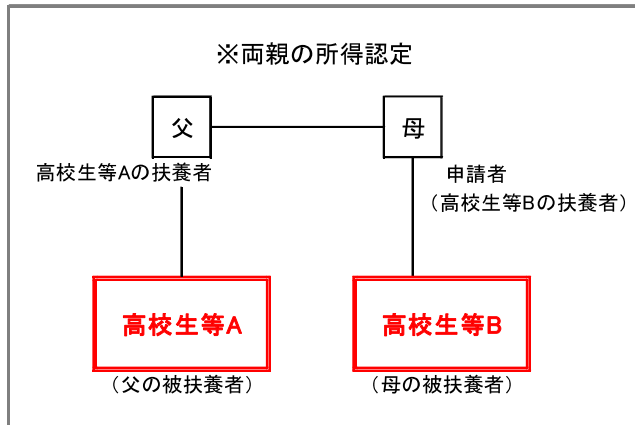 ※両親の所得認定
父
母
高校生等Aの扶養者
申請者
（高校生等Bの扶養者）
高校生等A
高校生等B
（父の被扶養者）
（母の被扶養者）